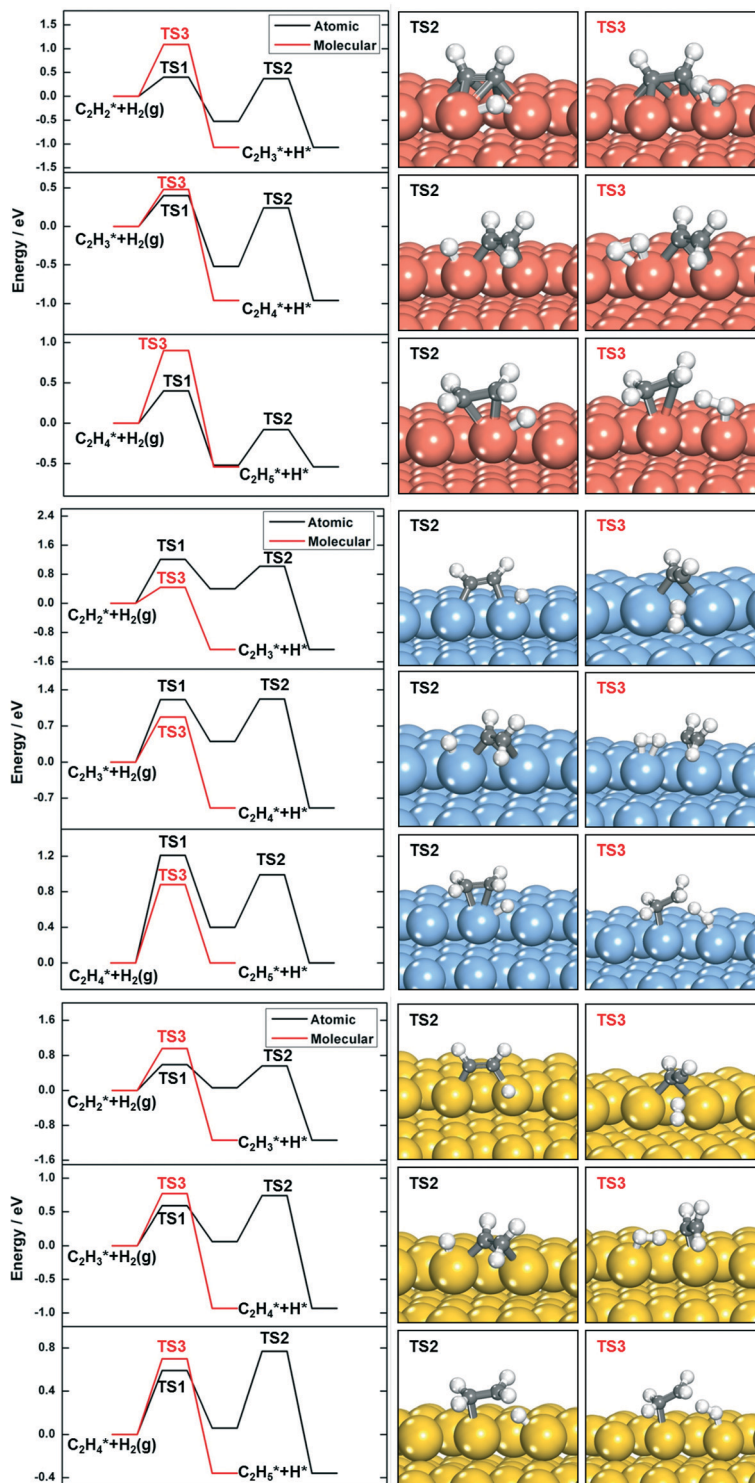 1.5
1.0
0.5
0.0
-0.5
-1.0
-1.5
Atomic
Molecular
TS3
TS1
TS2
C₂H₂*+H₂(g)
C₂H₃*+H*
TS2
TS3
Energy / eV
0.5
0.0
-0.5
-1.0
TS3
TS1
TS2
C₂H₃*+H₂(g)
C₂H₄*+H*
TS2
TS3
1.0
0.5
0.0
-0.5
TS3
TS1
TS2
C₂H₄*+H₂(g)
C₂H₅*+H*
TS2
TS3
2.4
1.6
0.8
0.0
-0.8
-1.6
Atomic
Molecular
TS1
TS3
TS2
C₂H₂*+H₂(g)
C₂H₃*+H*
TS2
TS3
Energy / eV
1.4
0.7
0.0
-0.7
TS1
TS3
TS2
C₂H₃*+H₂(g)
C₂H₄*+H*
TS2
TS3
1.2
0.8
0.4
0.0
TS1
TS3
TS2
C₂H₄*+H₂(g)
C₂H₅*+H*
TS2
TS3
1.6
0.8
0.0
-0.8
-1.6
Atomic
Molecular
TS3
TS1
TS2
C₂H₂*+H₂(g)
C₂H₃*+H*
TS2
TS3
Energy / eV
1.0
0.5
0.0
-0.5
-1.0
TS3
TS1
TS2
C₂H₃*+H₂(g)
C₂H₄*+H*
TS2
TS3
0.8
0.4
0.0
-0.4
TS3
TS1
TS2
C₂H₄*+H₂(g)
C₂H₅*+H*
TS2
TS3